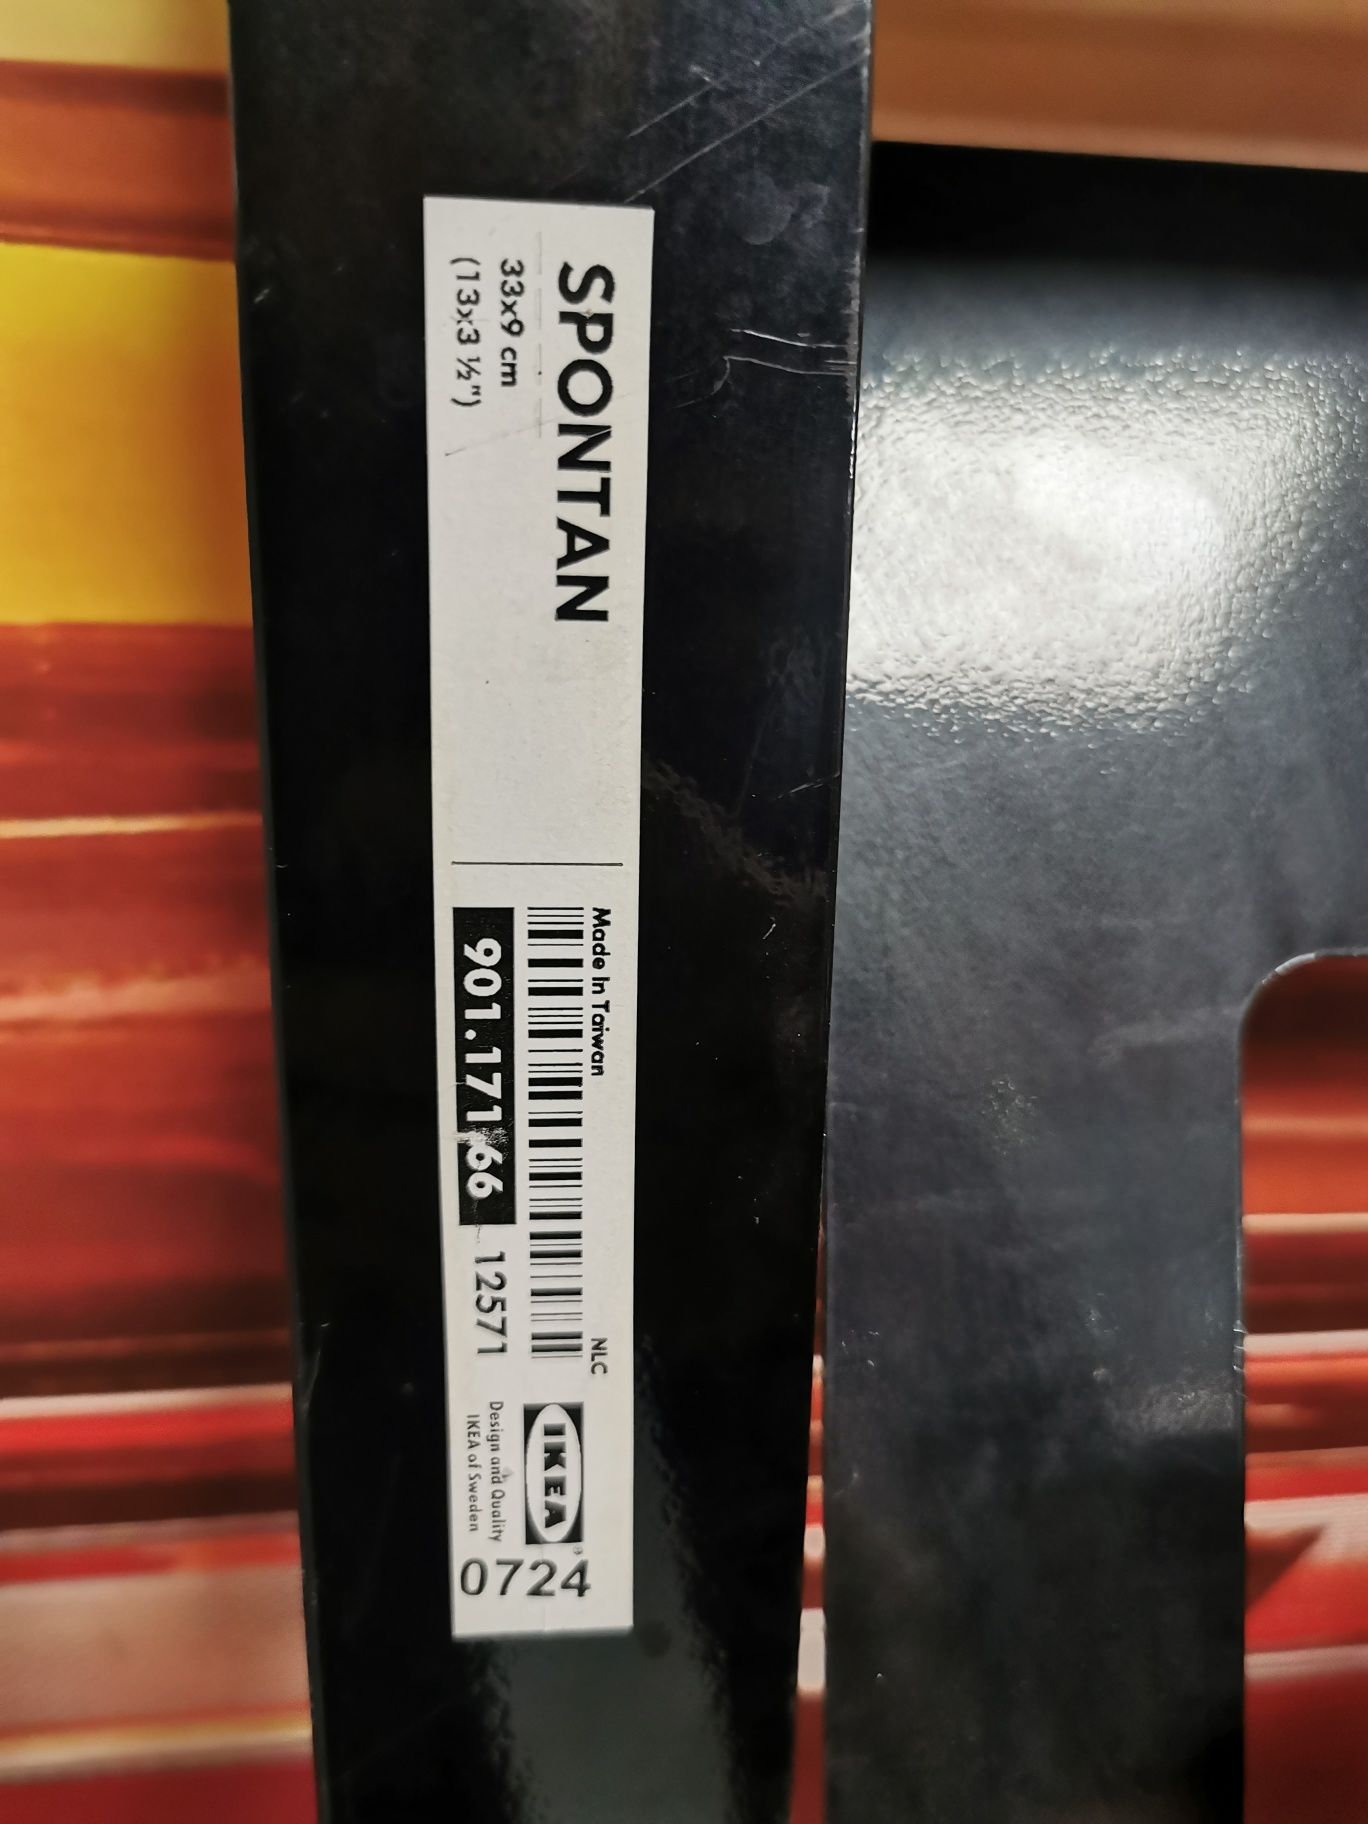 SPONTAN
33x9 cm
(13x3 ½")
Made In Taiwan
NLC
901.171.66 12571
IKEA®
Design and Quality
IKEA of Sweden
0724